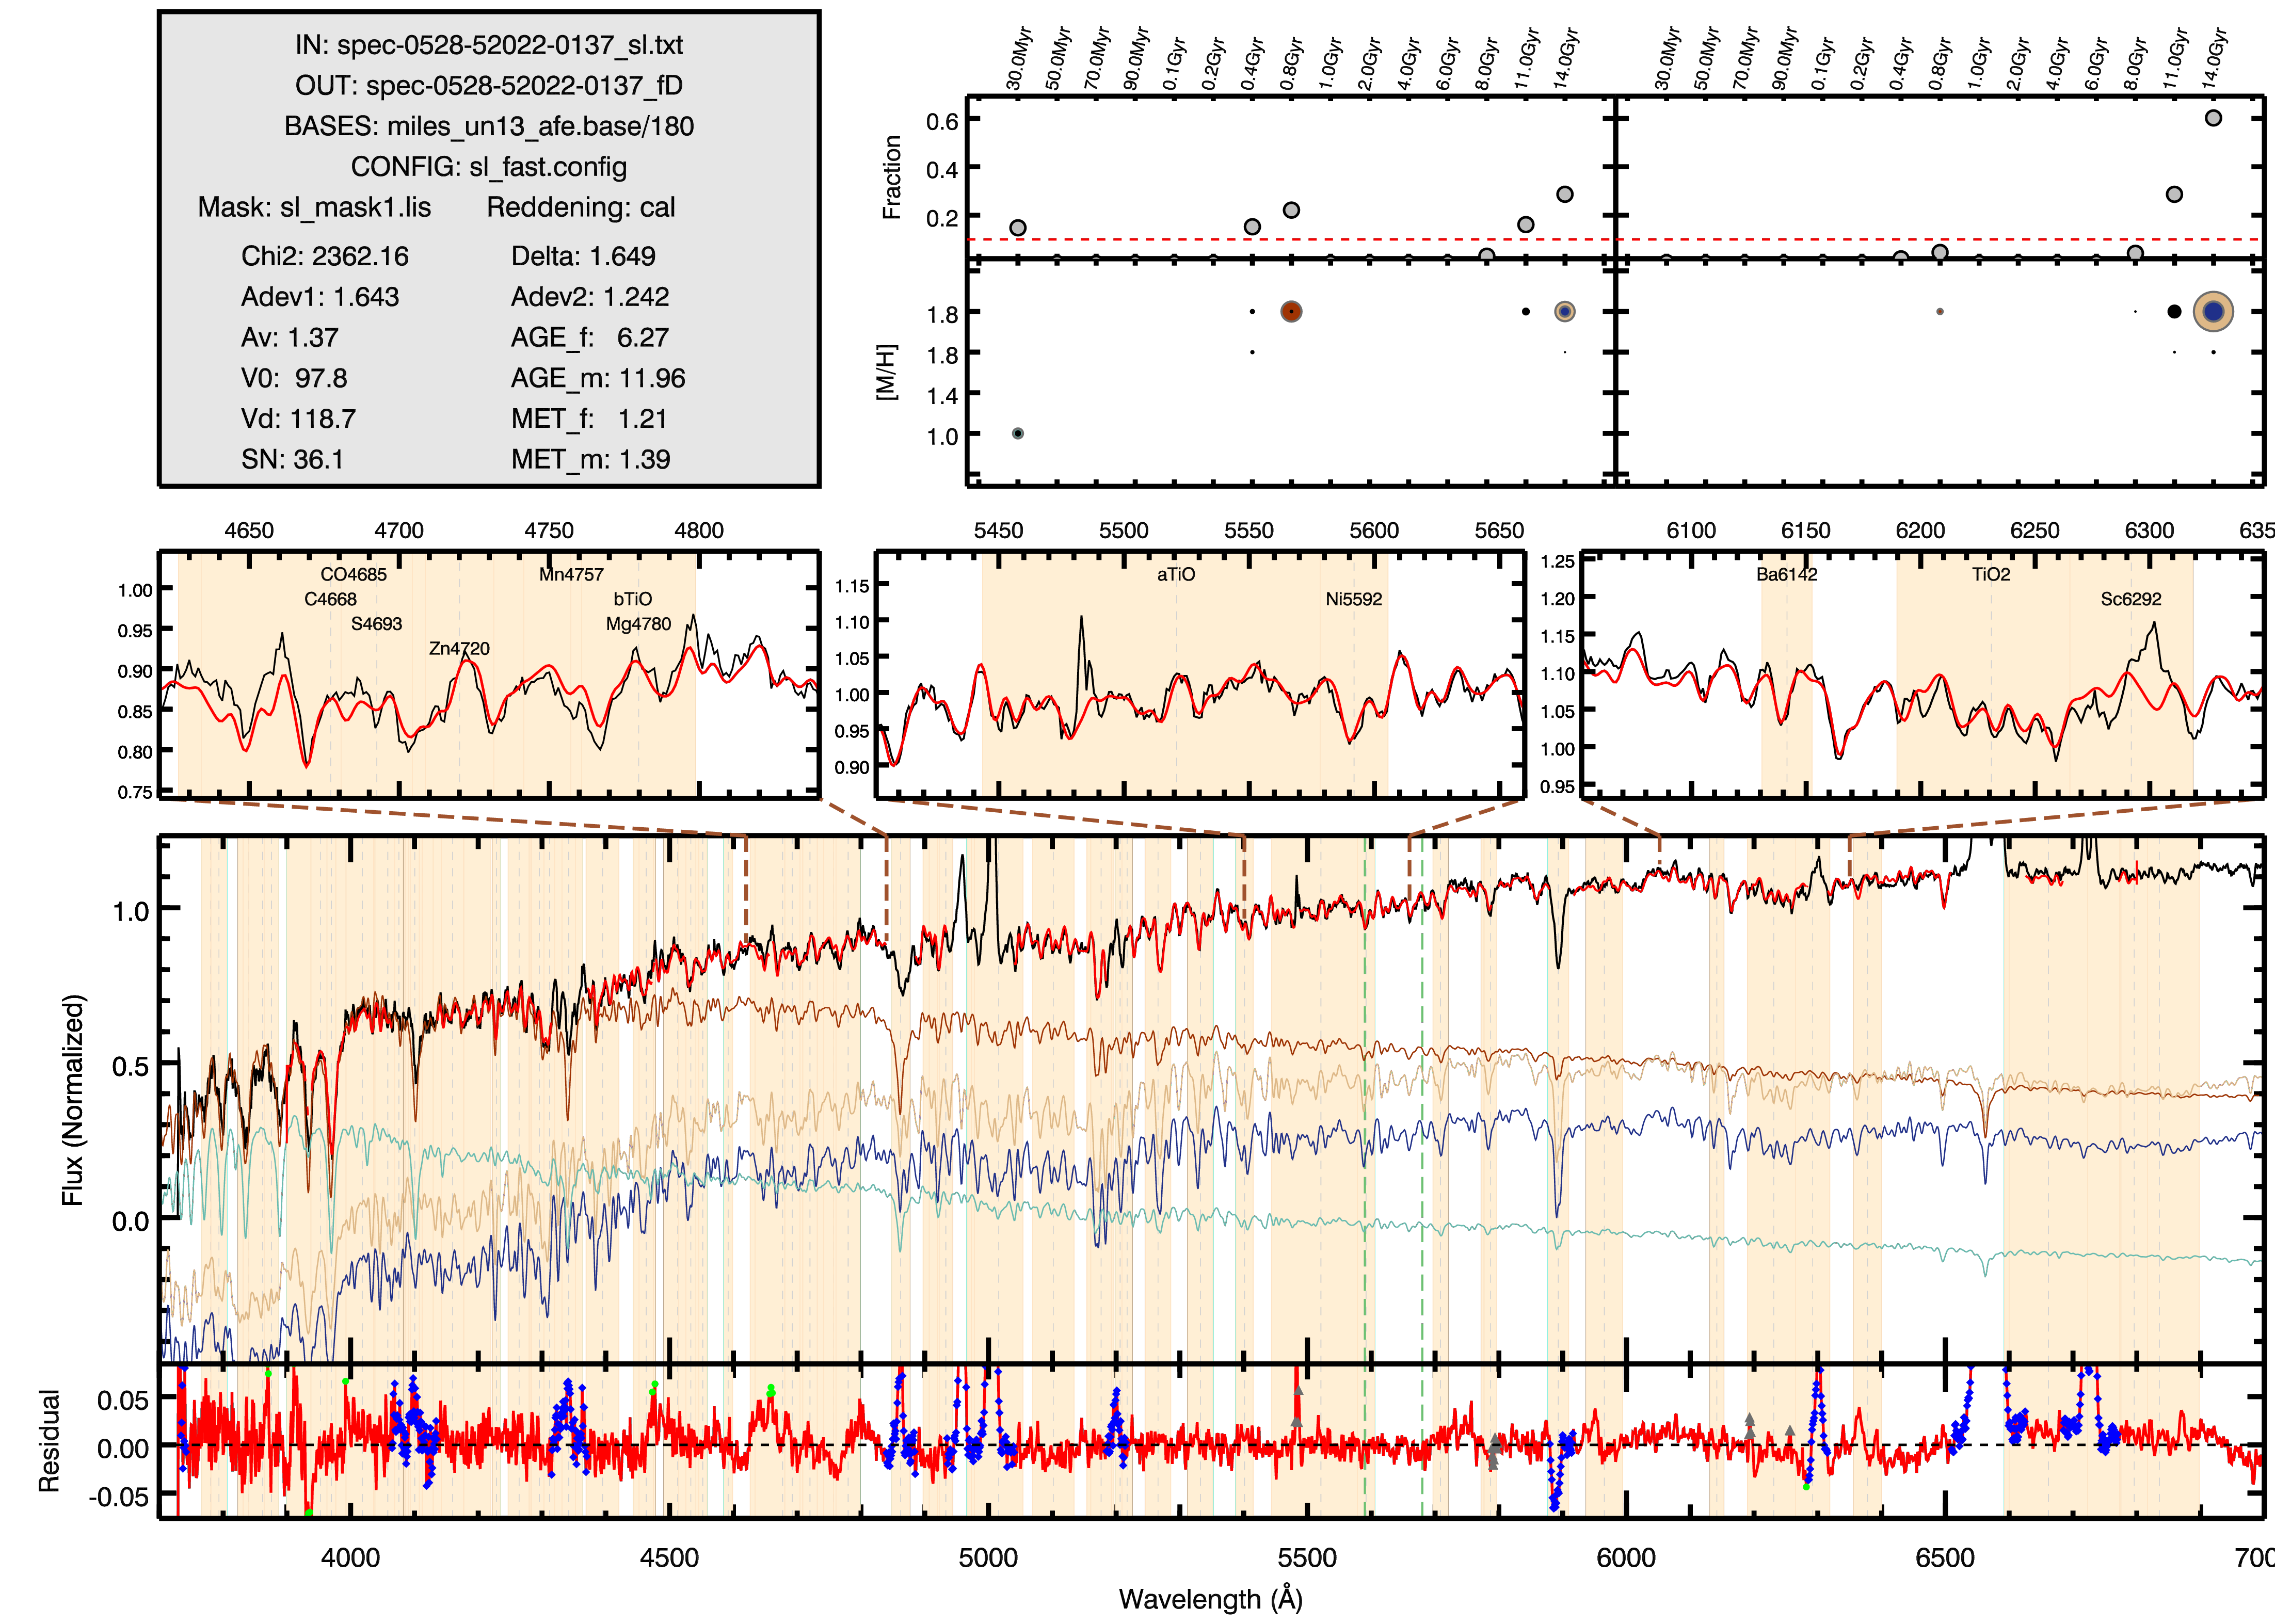 IN: spec-0528-52022-0137_sl.txt
OUT: spec-0528-52022-0137_fD
BASES: miles_un13_afe.base/180
CONFIG: sl_fast.config
Mask: sl_mask1.lis Reddening: cal
Chi2: 2362.16 Delta: 1.649
Adev1: 1.643 Adev2: 1.242
Av: 1.37 AGE_f: 6.27
V0: 97.8 AGE_m: 11.96
Vd: 118.7 MET_f: 1.21
SN: 36.1 MET_m: 1.39
30.0Myr 50.0Myr 70.0Myr 90.0Myr 0.1Gyr 0.2Gyr 0.4Gyr 0.8Gyr 1.0Gyr 2.0Gyr 4.0Gyr 6.0Gyr 8.0Gyr 11.0Gyr 14.0Gyr
30.0Myr 50.0Myr 70.0Myr 90.0Myr 0.1Gyr 0.2Gyr 0.4Gyr 0.8Gyr 1.0Gyr 2.0Gyr 4.0Gyr 6.0Gyr 8.0Gyr 11.0Gyr 14.0Gyr
Fraction
0.6
0.4
0.2
[M/H]
1.8
1.8
1.4
1.0
4650 4700 4750 4800
1.00
0.95
0.90
0.85
0.80
0.75
CO4685 Mn4757
C4668 bTiO
S4693 Mg4780
Zn4720
5450 5500 5550 5600 5650
1.15
1.10
1.05
1.00
0.95
0.90
aTiO
Ni5592
6100 6150 6200 6250 6300 635
1.25
1.20
1.15
1.10
1.05
1.00
0.95
Ba6142 TiO2
Sc6292
Flux (Normalized)
1.0
0.5
0.0
Residual
0.05
0.00
-0.05
4000 4500 5000 5500 6000 6500 700
Wavelength (Å)